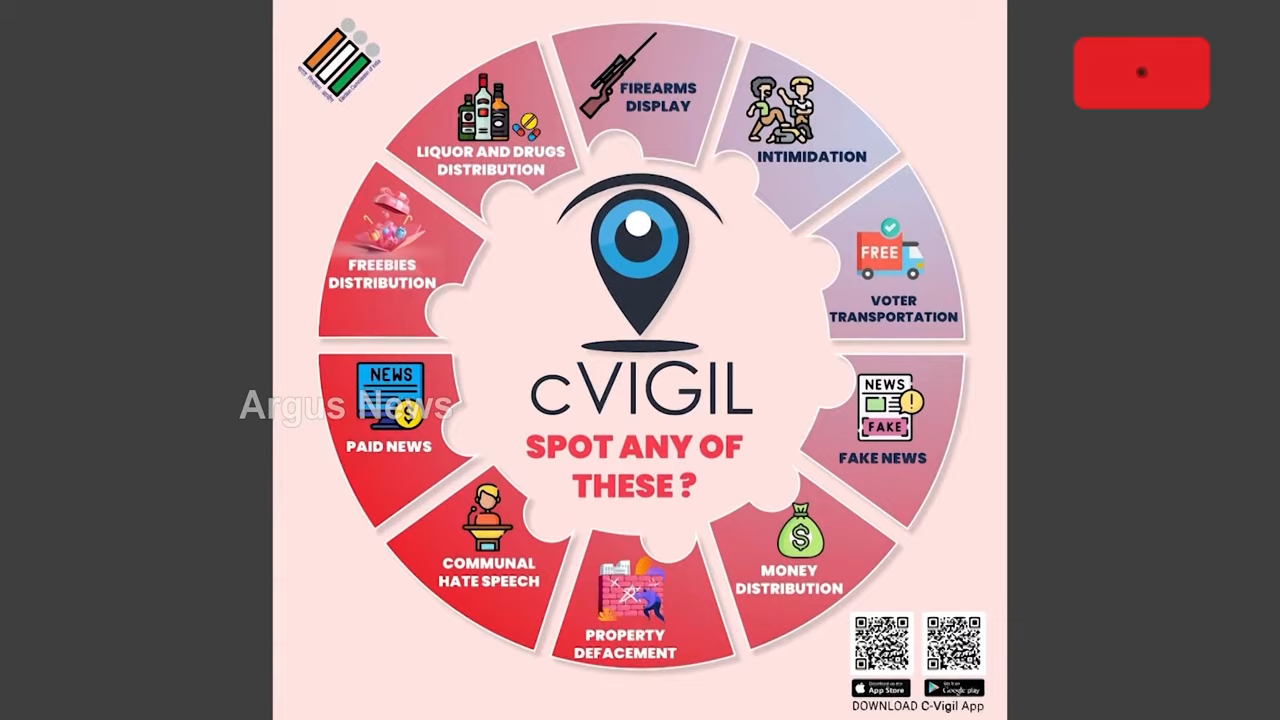 FIREARMS
DISPLAY
INTIMIDATION
FREE
VOTER
TRANSPORTATION
NEWS
FAKE
FAKE NEWS
$
MONEY
DISTRIBUTION
PROPERTY
DEFACEMENT
COMMUNAL
HATE SPEECH
NEWS
$
PAID NEWS
FREEBIES
DISTRIBUTION
LIQUOR AND DRUGS
DISTRIBUTION
cVIGIL
SPOT ANY OF
THESE?
Argus News
App Store
Google play
DOWNLOAD C-Vigil App